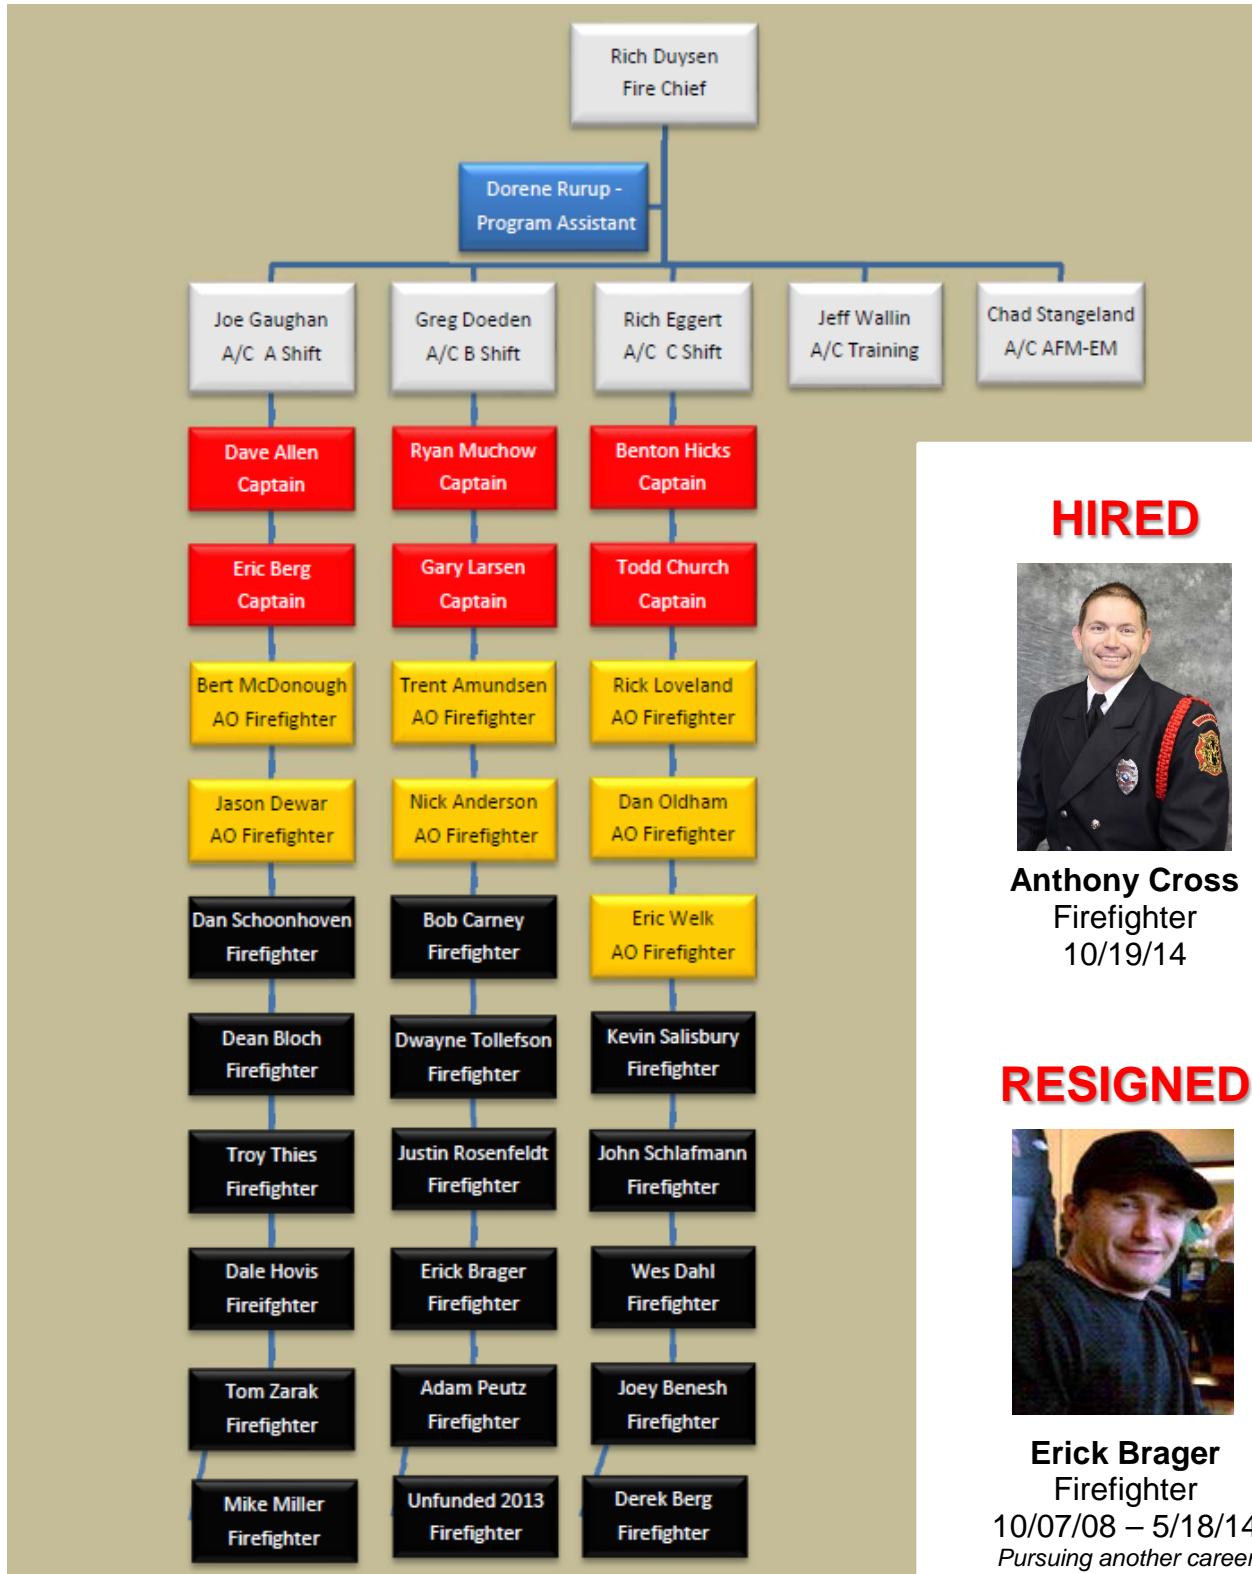 Rich Duysen
Fire Chief
Dorene Rurup -
Program Assistant
Joe Gaughan
A/C A Shift
Greg Doeden
A/C B Shift
Rich Eggert
A/C C Shift
Jeff Wallin
A/C Training
Chad Stangeland
A/C AFM-EM
Dave Allen
Captain
Ryan Muchow
Captain
Benton Hicks
Captain
Eric Berg
Captain
Gary Larsen
Captain
Todd Church
Captain
Bert McDonough
AO Firefighter
Trent Amundsen
AO Firefighter
Rick Loveland
AO Firefighter
Jason Dewar
AO Firefighter
Nick Anderson
AO Firefighter
Dan Oldham
AO Firefighter
Dan Schoonhoven
Firefighter
Bob Carney
Firefighter
Eric Welk
AO Firefighter
Dean Bloch
Firefighter
Dwayne Tollefson
Firefighter
Kevin Salisbury
Firefighter
Troy Thies
Firefighter
Justin Rosenfeldt
Firefighter
John Schlafmann
Firefighter
Dale Hovis
Fireifghter
Erick Brager
Firefighter
Wes Dahl
Firefighter
Tom Zarak
Firefighter
Adam Peutz
Firefighter
Joey Benesh
Firefighter
Mike Miller
Firefighter
Unfunded 2013
Firefighter
Derek Berg
Firefighter
HIRED
Anthony Cross
Firefighter
10/19/14
RESIGNED
Erick Brager
Firefighter
10/07/08 – 5/18/14
Pursuing another career